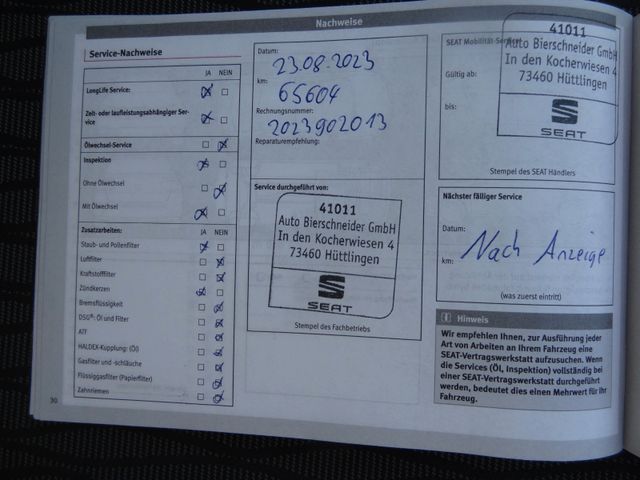 Nachweise
Service-Nachweise
JA NEIN
LongLife Service:
Zeit- oder laufleistungsabhängiger Ser-
vice
Ölwechsel-Service
Inspektion
Ohne Ölwechsel
Mit Ölwechsel
Zusatzarbeiten: JA NEIN
Staub- und Pollenfilter
Luftfilter
Kraftstofffilter
Zündkerzen
Bremsflüssigkeit
DSG®: Öl und Filter
ATF
HALDEX-Kupplung: (Öl)
Gasfilter und -schläuche
Flüssiggasfilter (Papierfilter)
Zahnriemen
30
Datum:
23.08.2023
km:
65604
Rechnungsnummer:
2023902013
Reparaturempfehlung:
Service durchgeführt von:
41011
Auto Bierschneider GmbH
In den Kocherwiesen 4
73460 Hüttlingen
SEAT
Stempel des Fachbetriebs
SEAT Mobilität-Service
Gültig ab:
bis:
41011
Auto Bierschneider GmbH
In den Kocherwiesen 4
73460 Hüttlingen
SEAT
Stempel des SEAT Händlers
Nächster fälliger Service
Datum:
Nach Anzeige
km:
(was zuerst eintritt)
Hinweis
Wir empfehlen Ihnen, zur Ausführung jeder
Art von Arbeiten an Ihrem Fahrzeug eine
SEAT-Vertragswerkstatt aufzusuchen. Wenn
die Services (Öl, Inspektion) vollständig bei
einer SEAT-Vertragswerkstatt durchgeführt
werden, bedeutet dies einen Mehrwert für Ihr
Fahrzeug.